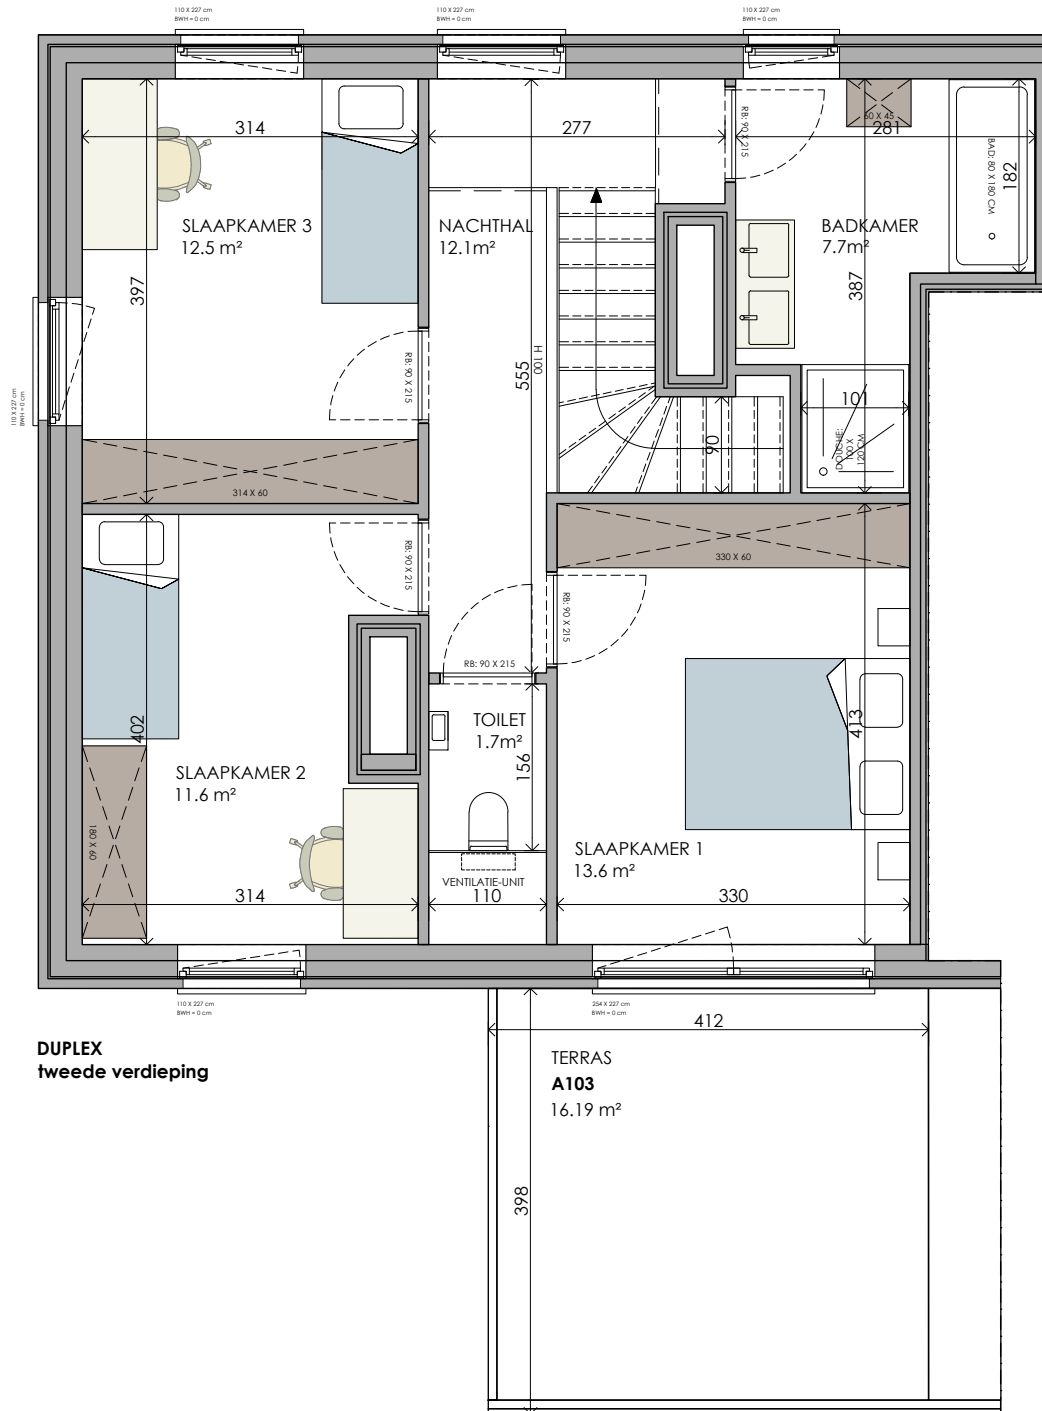 110 X 227 cm
BWH = 0 cm
110 X 227 cm
BWH = 0 cm
110 X 227 cm
BWH = 0 cm
314
277
281
60 X 45
RB: 90 X 215
BAD: 80 X 180 CM
182
SLAAPKAMER 3
12.5 m²
NACHTHAL
12.1m²
BADKAMER
7.7m²
397
387
555
H 100
RB: 90 X 215
110 X 227 cm
BWH = 0 cm
101
DOUCHE:
100 X
120 CM
90
314 X 60
330 X 60
RB: 90 X 215
RB: 90 X 215
RB: 90 X 215
402
413
TOILET
1.7m²
156
SLAAPKAMER 2
11.6 m²
180 X 60
SLAAPKAMER 1
13.6 m²
VENTILATIE-UNIT
314
110
330
110 X 227 cm
BWH = 0 cm
254 X 227 cm
BWH = 0 cm
412
DUPLEX
tweede verdieping
TERRAS
A103
16.19 m²
398